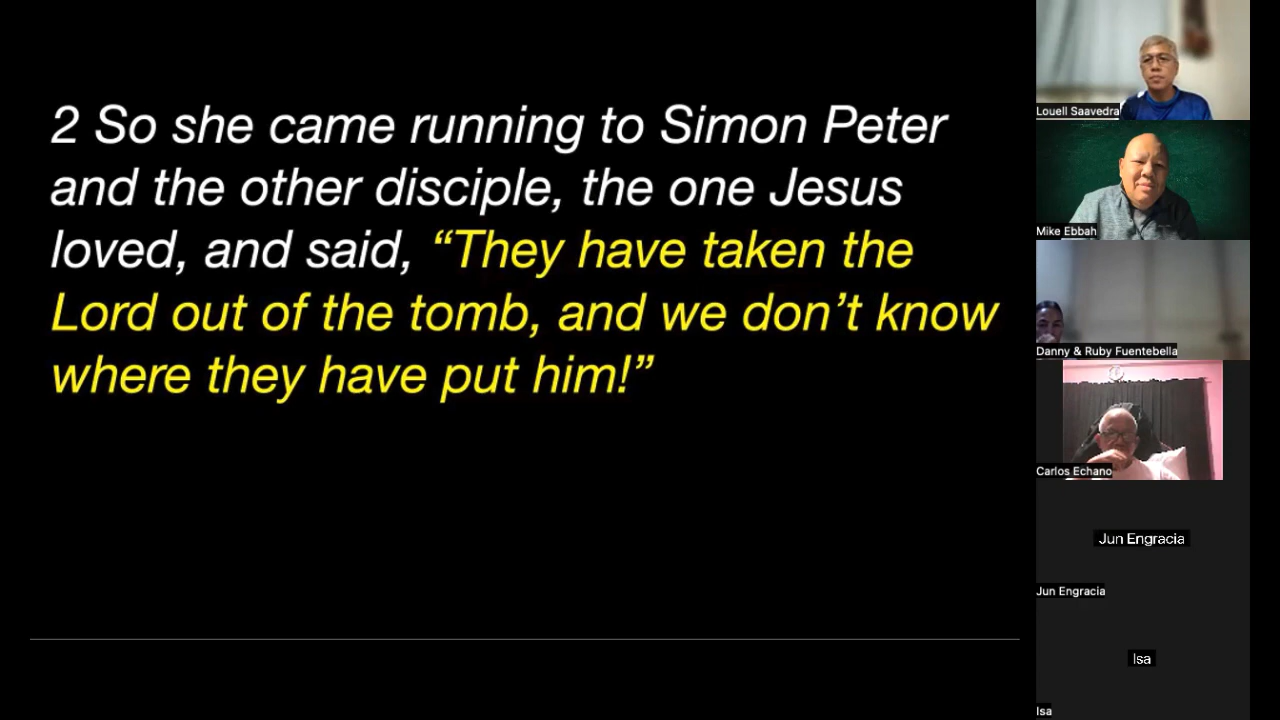 2 So she came running to Simon Peter
and the other disciple, the one Jesus
loved, and said, “They have taken the
Lord out of the tomb, and we don’t know
where they have put him!”
Louell Saavedra
Mike Ebbah
Danny & Ruby Fuentebella
Carlos Echano
Jun Engracia
Jun Engracia
Isa
Isa